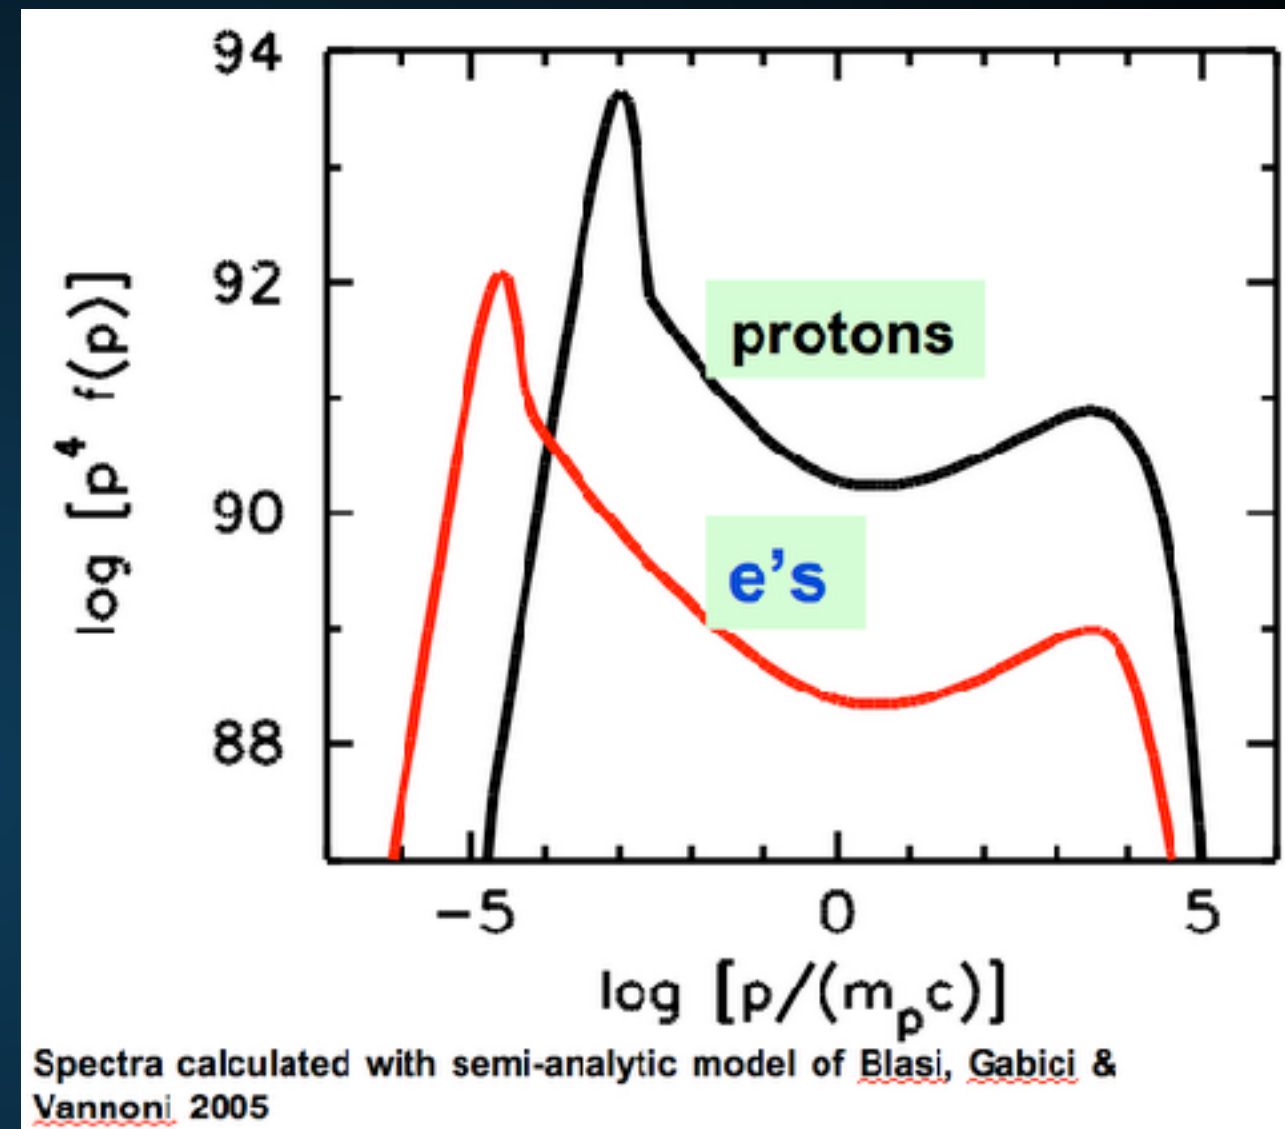 94
92
90
88
log [p⁴ f(p)]
protons
e's
−5 0 5
log [p/(mₚc)]
Spectra calculated with semi-analytic model of Blasi, Gabici &
Vannoni 2005